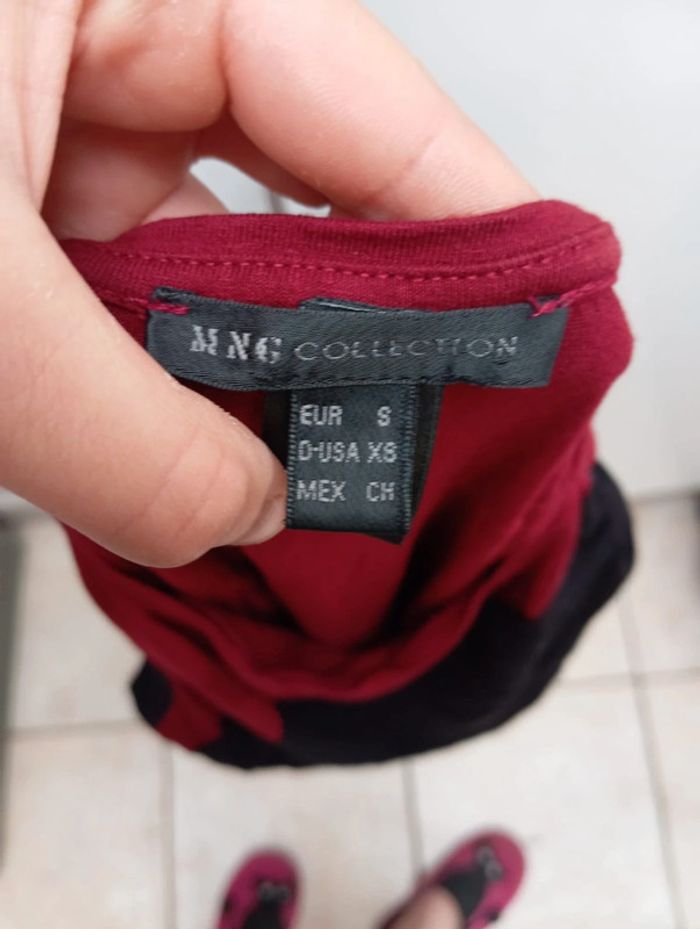 MNG COLLECTION
EUR S
D-USA XS
MEX CH